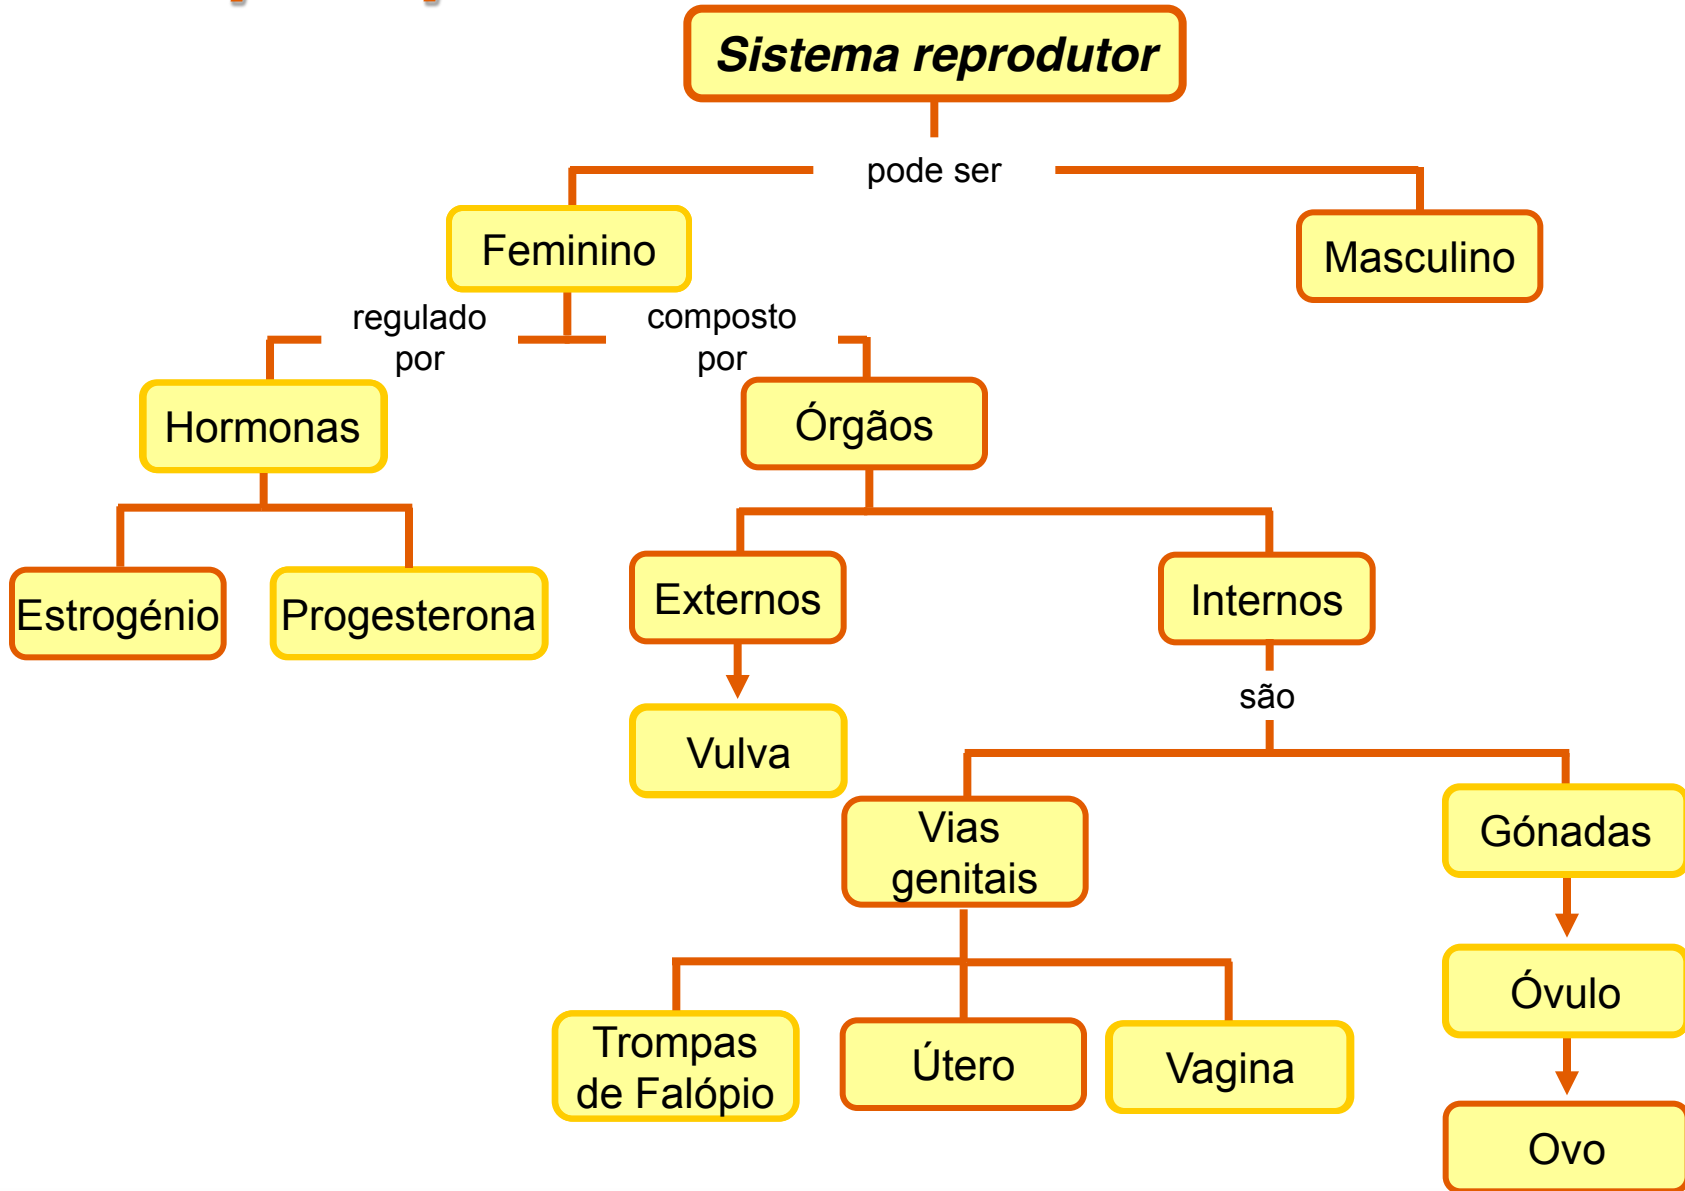 Sistema reprodutor
pode ser
Feminino
Masculino
regulado
por
composto
por
Hormonas
Órgãos
Estrogénio
Progesterona
Externos
Internos
são
Vulva
Vias
genitais
Gónadas
Óvulo
Trompas
de Falópio
Útero
Vagina
Ovo